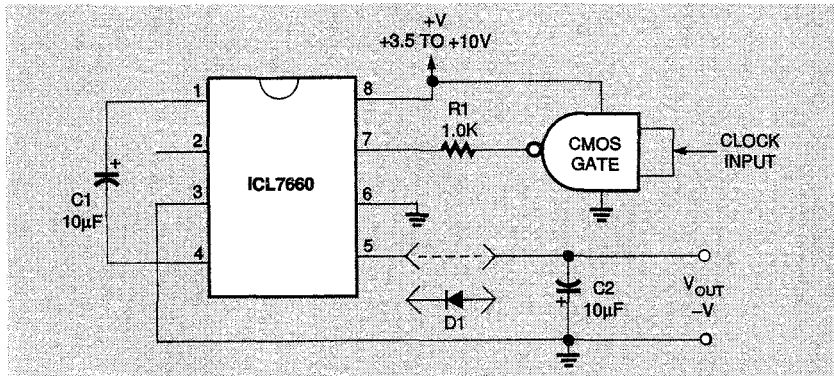 +V
+3.5 TO +10V
1
8
R1
1.0K
CMOS
GATE
CLOCK
INPUT
2
7
ICL7660
C1
+
10µF
3
6
4
5
D1
+
C2
10µF
VOUT
–V